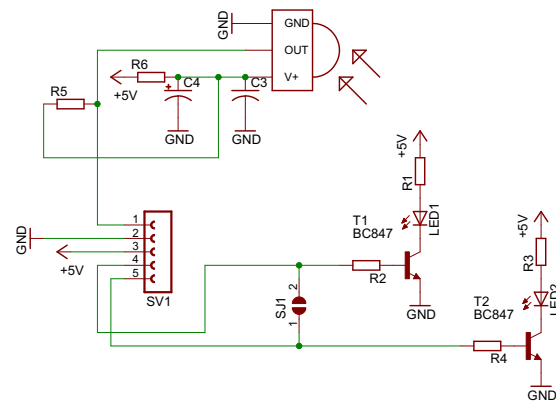 GND
GND
OUT
V+
R6
C4
C3
+
+5V
R5
GND
GND
+5V
R1
LED1
T1
BC847
+5V
R3
LED2
1
2
3
4
5
GND
+5V
SV1
2
SJ1
1
R2
GND
T2
BC847
R4
GND